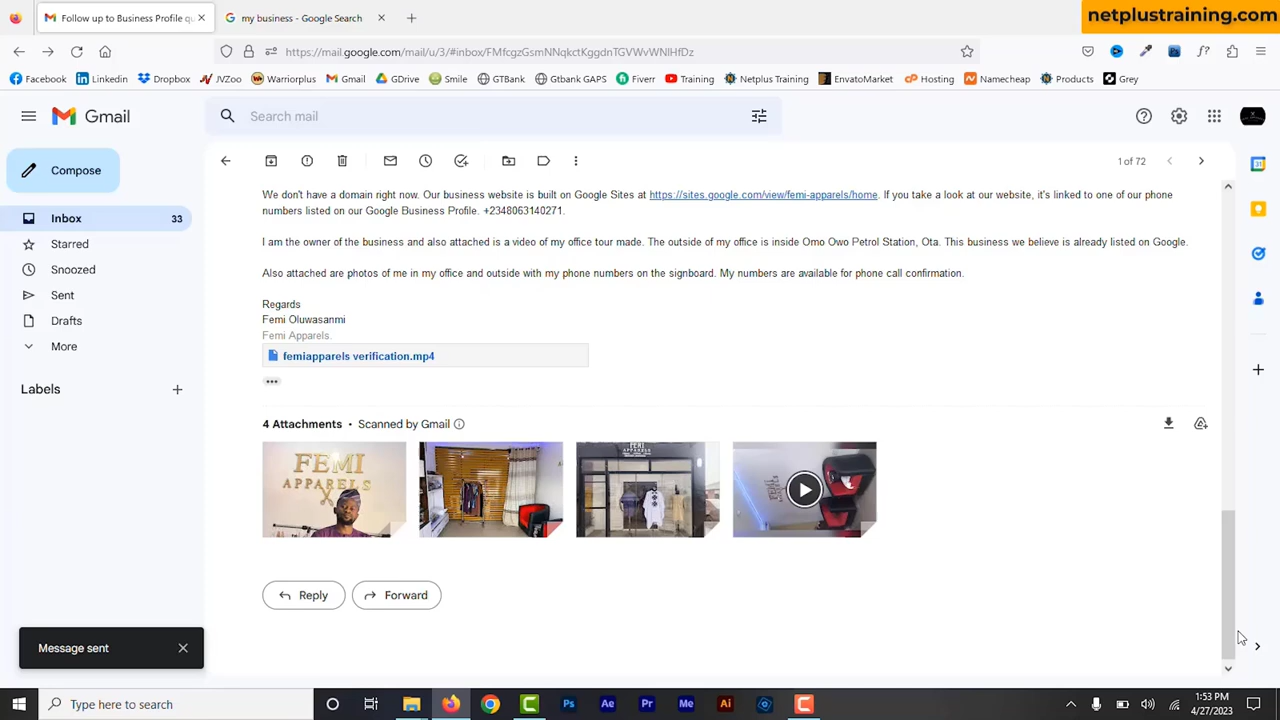 Follow up to Business Profile qu
my business - Google Search
netplustraining.com
https://mail.google.com/mail/u/3/#inbox/FMfcgzGsmNNqkctKggdnTGVWvWNlHfDz
Facebook
Linkedin
Dropbox
JVZoo
Warriorplus
Gmail
GDrive
Smile
GTBank
Gtbank GAPS
Fiverr
Training
Netplus Training
EnvatoMarket
Hosting
Namecheap
Products
Grey
Gmail
Search mail
Compose
1 of 72
Inbox
33
Starred
Snoozed
Sent
Drafts
More
Labels
We don't have a domain right now. Our business website is built on Google Sites at https://sites.google.com/view/femi-apparels/home. If you take a look at our website, it's linked to one of our phone
numbers listed on our Google Business Profile. +2348063140271.
I am the owner of the business and also attached is a video of my office tour made. The outside of my office is inside Omo Owo Petrol Station, Ota. This business we believe is already listed on Google.
Also attached are photos of me in my office and outside with my phone numbers on the signboard. My numbers are available for phone call confirmation.
Regards
Femi Oluwasanmi
Femi Apparels.
femiapparels verification.mp4
4 Attachments • Scanned by Gmail
FEMI
APPARELS
FEMI
APPARELS
Reply
Forward
Message sent
Type here to search
Ps
Ae
Pr
Me
Ai
1:53 PM
4/27/2023